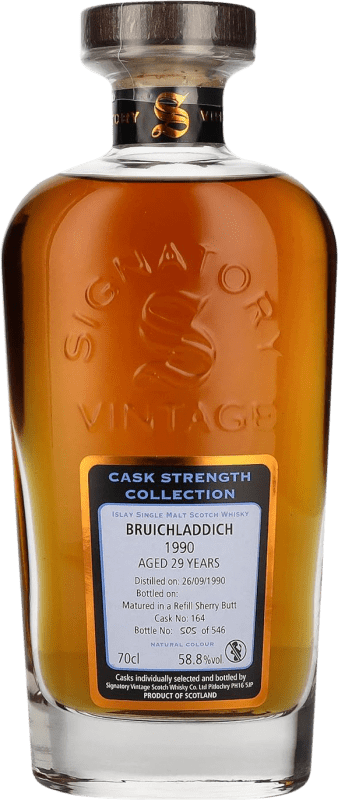 ATORY S VIN
SIGNATORY
S
VINTAGE
CASK STRENGTH
COLLECTION
ISLAY SINGLE MALT SCOTCH WHISKY
BRUICHLADDICH
1990
AGED 29 YEARS
Distilled on: 26/09/1990
Bottled on:
Matured in a Refill Sherry Butt
Cask No: 164
Bottle No: 505 of 546
NATURAL COLOUR
70cl 58.8%vol
Casks individually selected and bottled by
Signatory Vintage Scotch Whisky Co. Ltd Pitlochry PH16 5JP
PRODUCT OF SCOTLAND